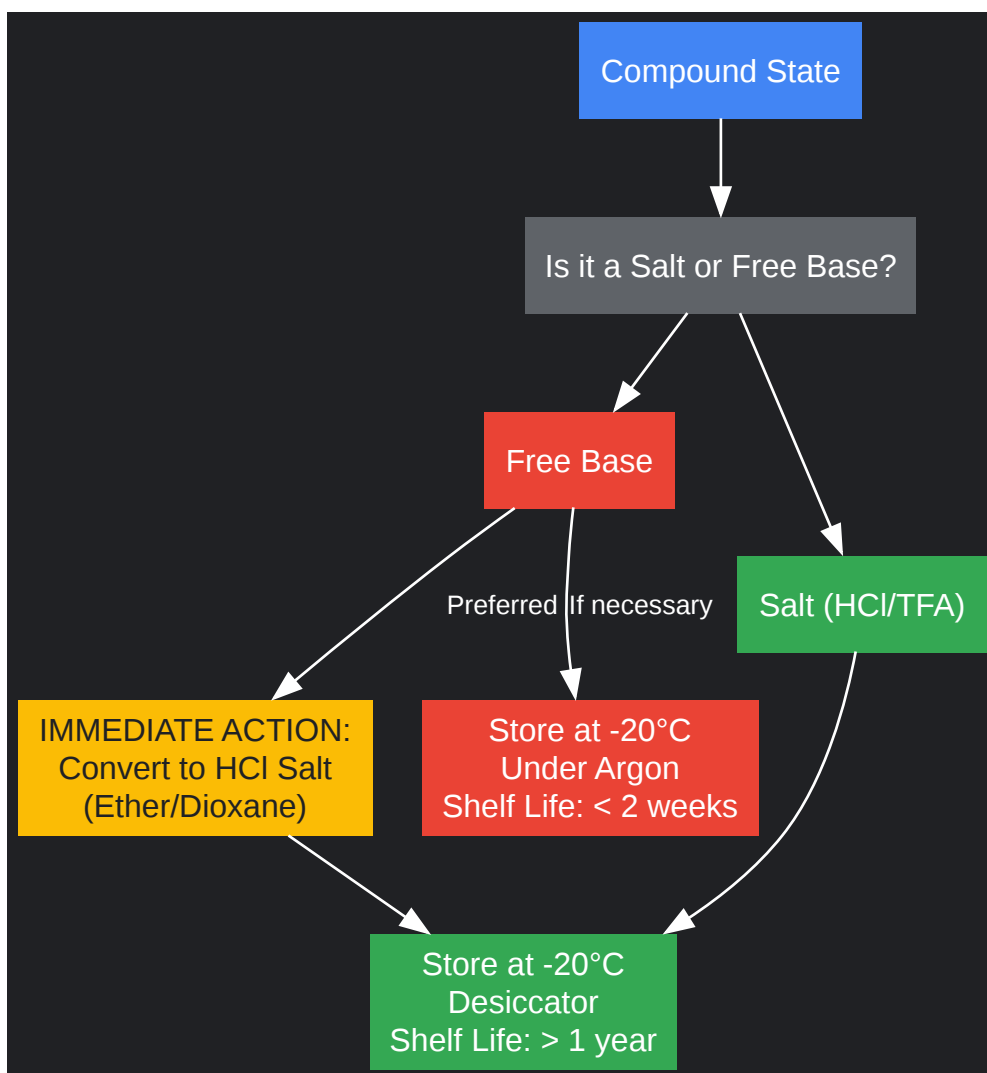 Compound State
Is it a Salt or Free Base?
Free Base
Preferred
If necessary
Salt (HCl/TFA)
IMMEDIATE ACTION:
Convert to HCl Salt
(Ether/Dioxane)
Store at -20°C
Under Argon
Shelf Life: < 2 weeks
Store at -20°C
Desiccator
Shelf Life: > 1 year